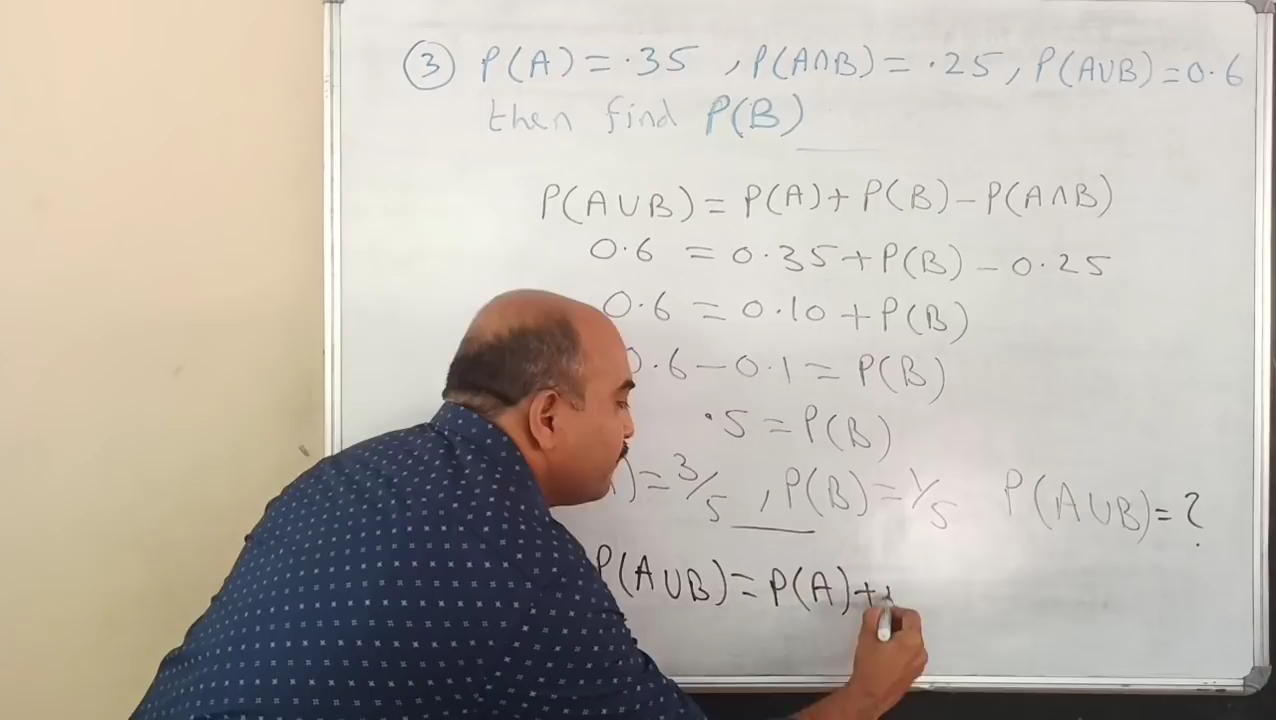 ③ P(A) = .35 , P(A∩B) = .25, P(A∪B) = 0.6
then find P(B)
P(A∪B) = P(A) + P(B) - P(A∩B)
0.6 = 0.35 + P(B) - 0.25
0.6 = 0.10 + P(B)
0.6 - 0.1 = P(B)
.5 = P(B)
) = 3/5 , P(B) = 1/5 P(A∪B) = ?
P(A∪B) = P(A) +